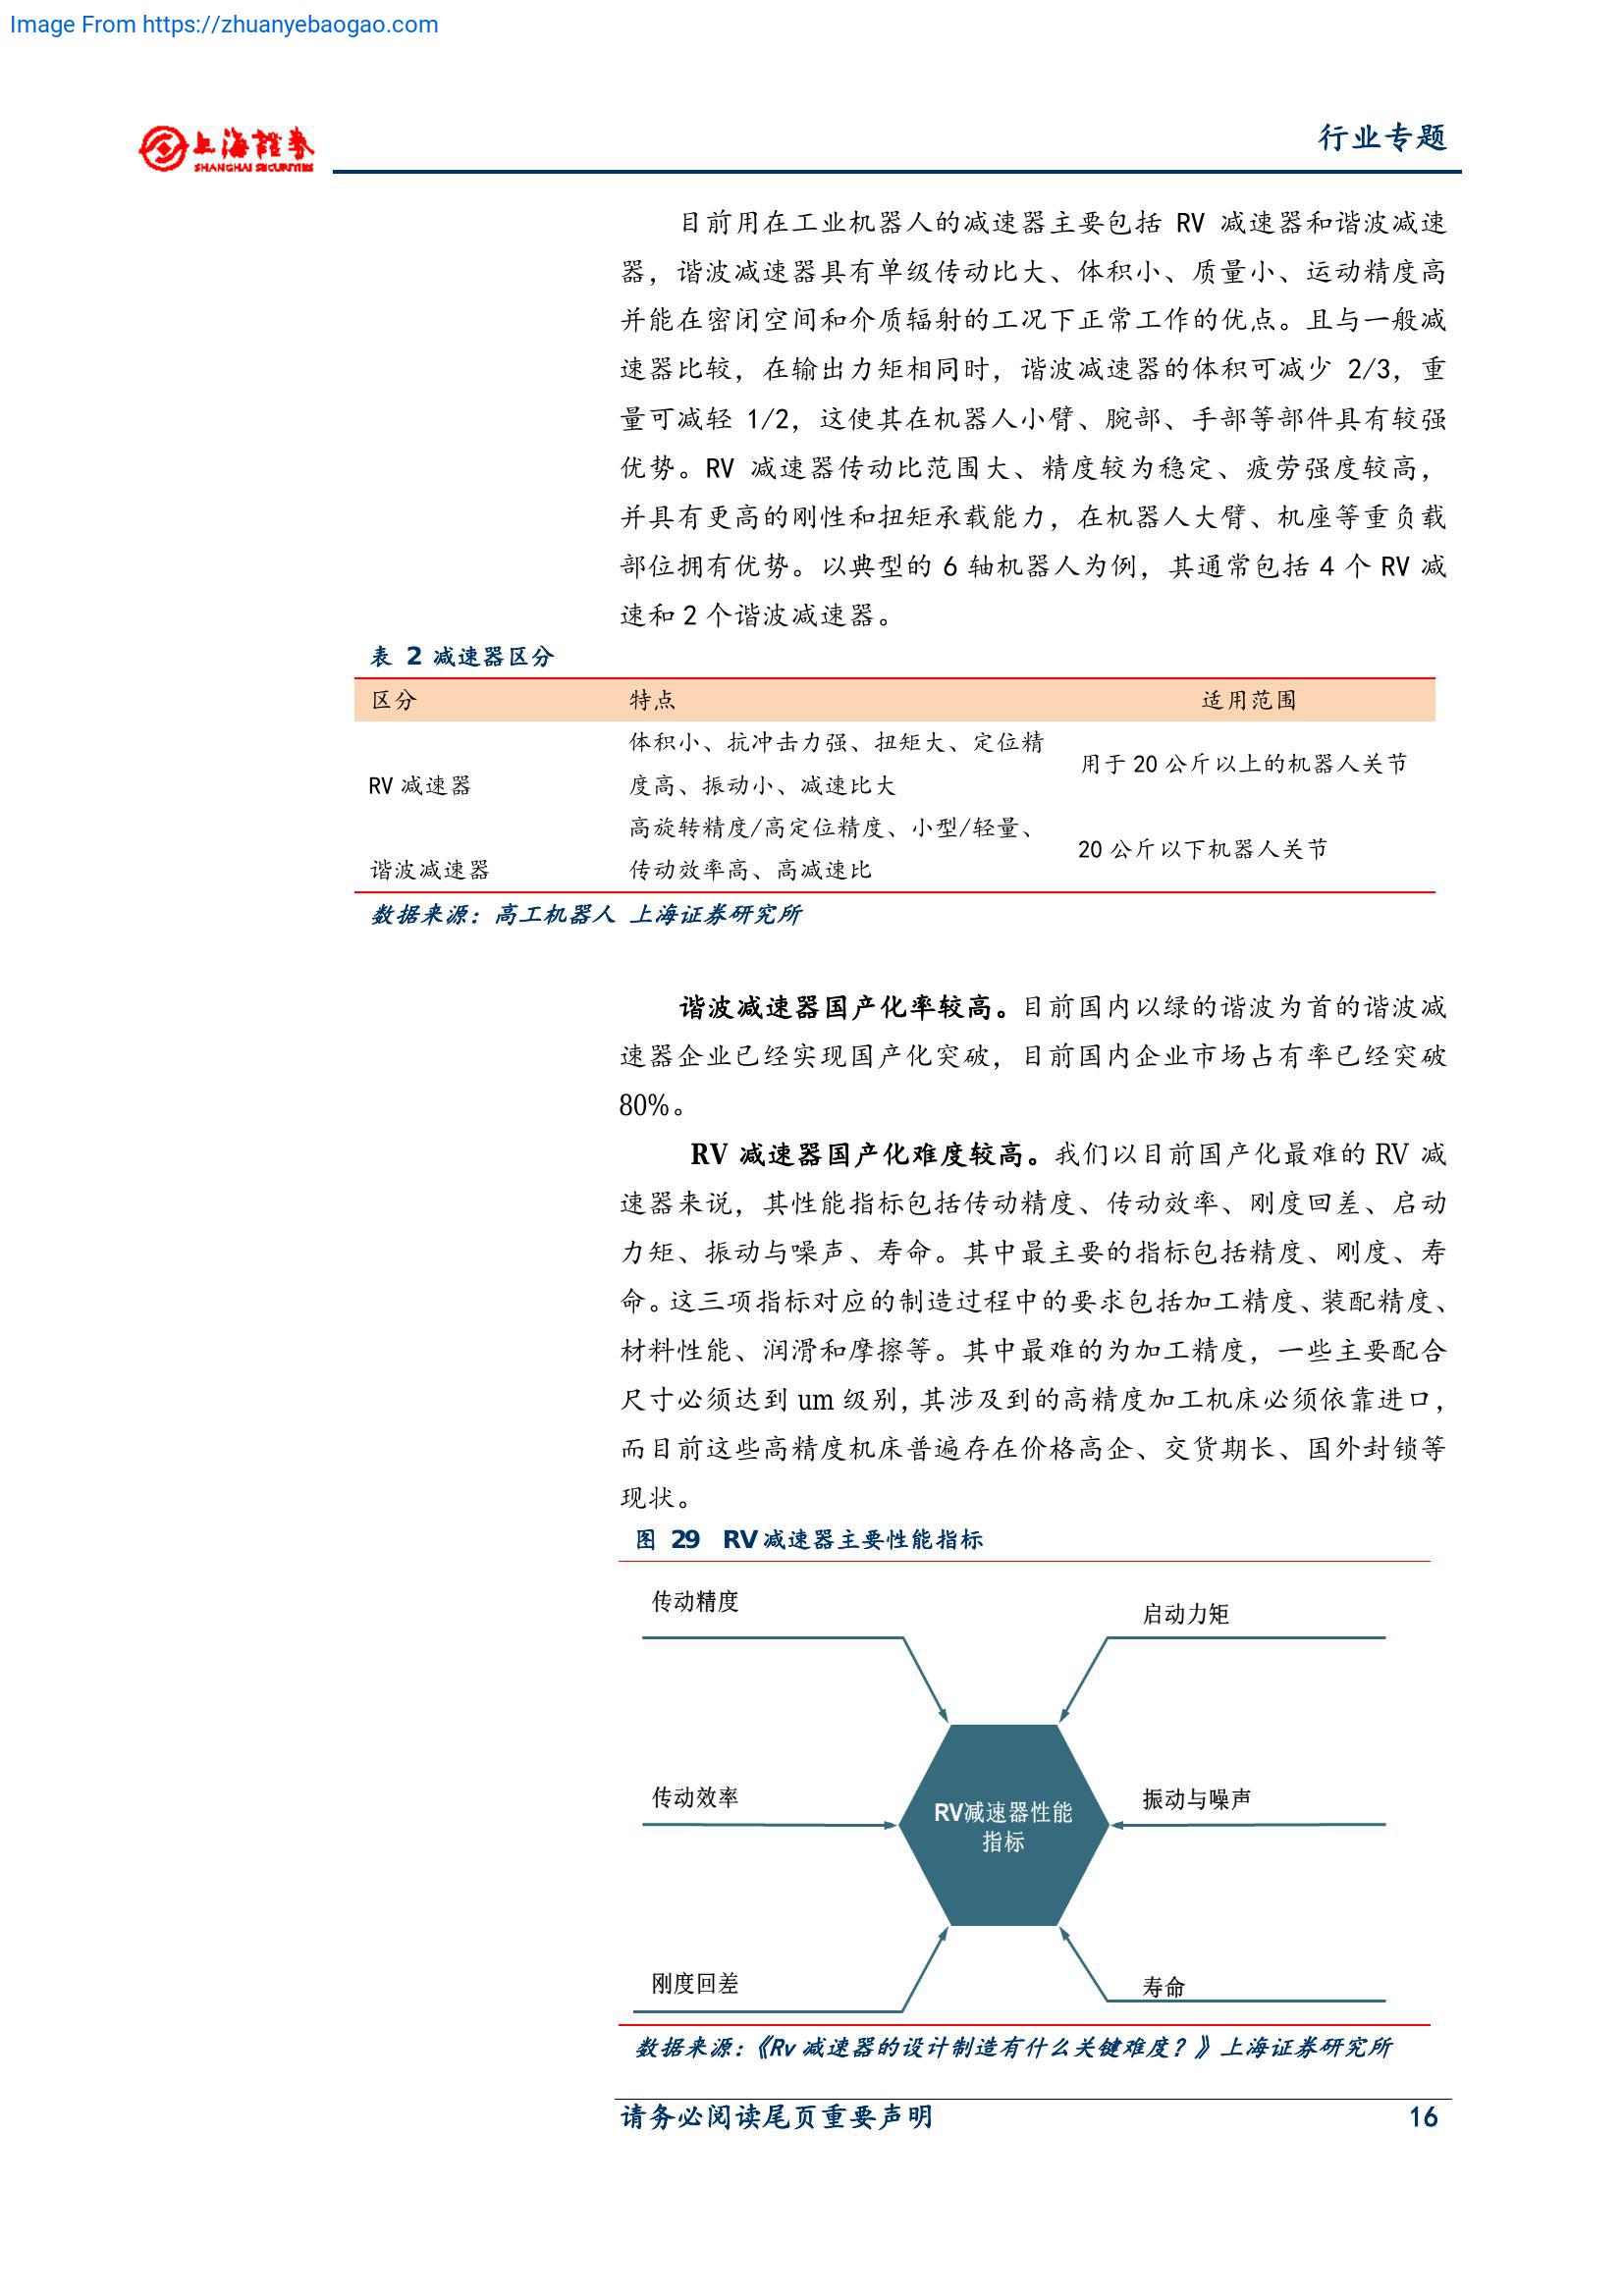 Image From https://zhuanyebaogao.com
上海證券
SHANGHAI SECURITIES
行业专题
目前用在工业机器人的减速器主要包括 RV 减速器和谐波减速
器，谐波减速器具有单级传动比大、体积小、质量小、运动精度高
并能在密闭空间和介质辐射的工况下正常工作的优点。且与一般减
速器比较，在输出力矩相同时，谐波减速器的体积可减少 2/3，重
量可减轻 1/2，这使其在机器人小臂、腕部、手部等部件具有较强
优势。RV 减速器传动比范围大、精度较为稳定、疲劳强度较高，
并具有更高的刚性和扭矩承载能力，在机器人大臂、机座等重负载
部位拥有优势。以典型的 6 轴机器人为例，其通常包括 4 个 RV 减
速和 2 个谐波减速器。
表 2 减速器区分
区分 特点 适用范围
体积小、抗冲击力强、扭矩大、定位精
用于 20 公斤以上的机器人关节
RV 减速器 度高、振动小、减速比大
高旋转精度/高定位精度、小型/轻量、
20 公斤以下机器人关节
谐波减速器 传动效率高、高减速比
数据来源：高工机器人 上海证券研究所
谐波减速器国产化率较高。目前国内以绿的谐波为首的谐波减
速器企业已经实现国产化突破，目前国内企业市场占有率已经突破
80%。
RV 减速器国产化难度较高。我们以目前国产化最难的 RV 减
速器来说，其性能指标包括传动精度、传动效率、刚度回差、启动
力矩、振动与噪声、寿命。其中最主要的指标包括精度、刚度、寿
命。这三项指标对应的制造过程中的要求包括加工精度、装配精度、
材料性能、润滑和摩擦等。其中最难的为加工精度，一些主要配合
尺寸必须达到 um 级别，其涉及到的高精度加工机床必须依靠进口，
而目前这些高精度机床普遍存在价格高企、交货期长、国外封锁等
现状。
图 29 RV 减速器主要性能指标
传动精度
启动力矩
传动效率
振动与噪声
RV减速器性能
指标
刚度回差
寿命
数据来源：《Rv 减速器的设计制造有什么关键难度？》上海证券研究所
请务必阅读尾页重要声明 16